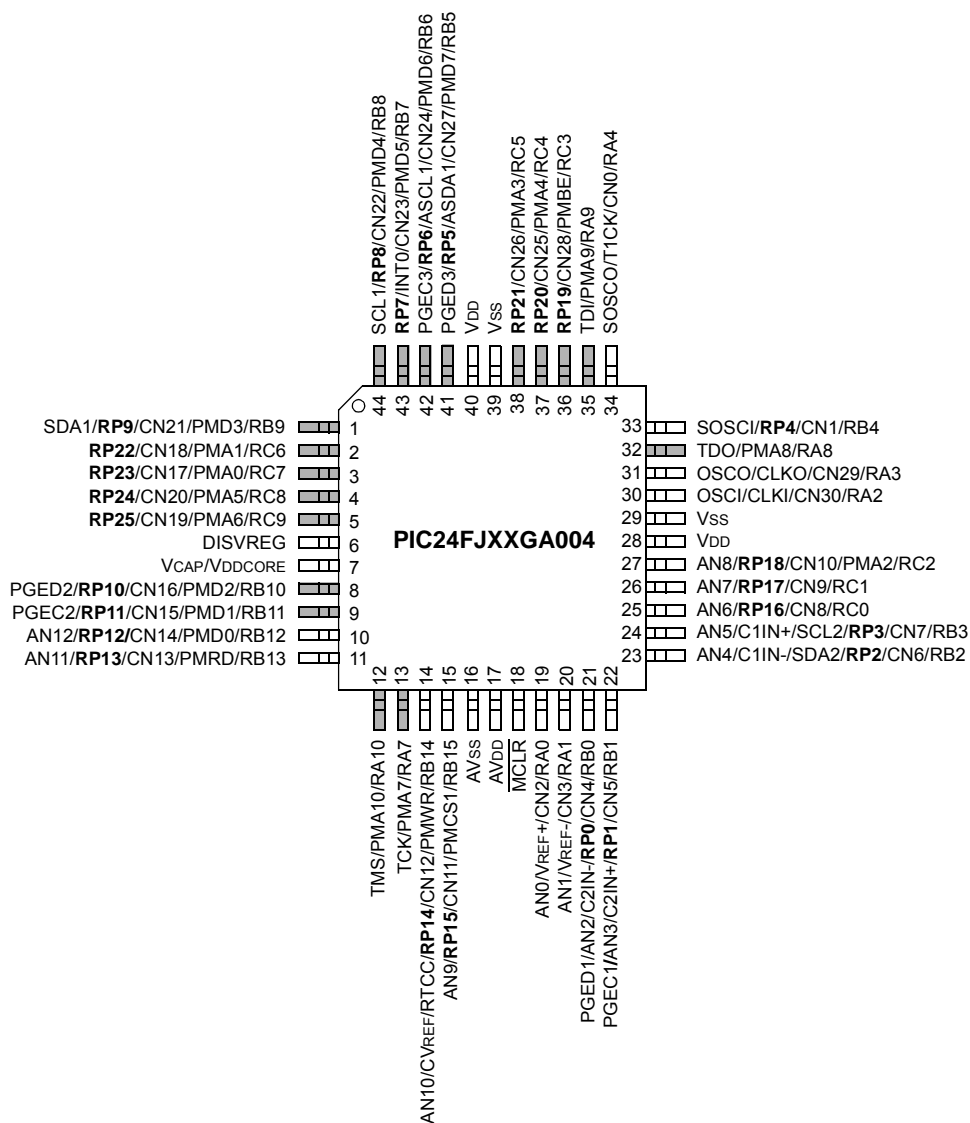 SCL1/RP8/CN22/PMD4/RB8
RP7/INT0/CN23/PMD5/RB7
PGEC3/RP6/ASCL1/CN24/PMD6/RB6
PGED3/RP5/ASDA1/CN27/PMD7/RB5
VDD
VSS
RP21/CN26/PMA3/RC5
RP20/CN25/PMA4/RC4
RP19/CN28/PMBE/RC3
TDI/PMA9/RA9
SOSCO/T1CK/CN0/RA4
44
43
42
41
40
39
38
37
36
35
34
SDA1/RP9/CN21/PMD3/RB9 1
RP22/CN18/PMA1/RC6 2
RP23/CN17/PMA0/RC7 3
RP24/CN20/PMA5/RC8 4
RP25/CN19/PMA6/RC9 5
DISVREG 6
VCAP/VDDCORE 7
PGED2/RP10/CN16/PMD2/RB10 8
PGEC2/RP11/CN15/PMD1/RB11 9
AN12/RP12/CN14/PMD0/RB12 10
AN11/RP13/CN13/PMRD/RB13 11
PIC24FJXXGA004
33 SOSCI/RP4/CN1/RB4
32 TDO/PMA8/RA8
31 OSCO/CLKO/CN29/RA3
30 OSCI/CLKI/CN30/RA2
29 VSS
28 VDD
27 AN8/RP18/CN10/PMA2/RC2
26 AN7/RP17/CN9/RC1
25 AN6/RP16/CN8/RC0
24 AN5/C1IN+/SCL2/RP3/CN7/RB3
23 AN4/C1IN-/SDA2/RP2/CN6/RB2
12
13
14
15
16
17
18
19
20
21
22
TMS/PMA10/RA10
TCK/PMA7/RA7
AN10/CVREF/RTCC/RP14/CN12/PMWR/RB14
AN9/RP15/CN11/PMCS1/RB15
AVSS
AVDD
MCLR
AN0/VREF+/CN2/RA0
AN1/VREF-/CN3/RA1
PGED1/AN2/C2IN-/RP0/CN4/RB0
PGEC1/AN3/C2IN+/RP1/CN5/RB1